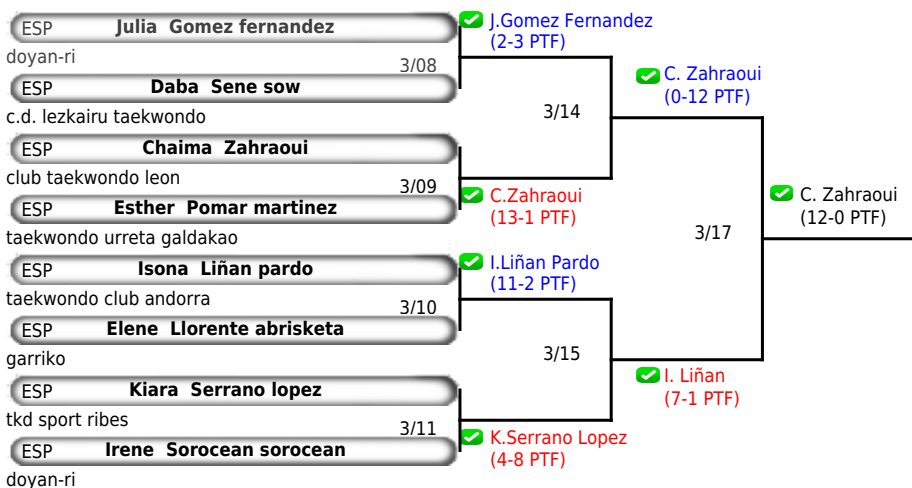 ESP Julia Gomez fernandez
doyan-ri
3/08
ESP Daba Sene sow
c.d. lezkairu taekwondo
ESP Chaima Zahraoui
club taekwondo leon
3/09
ESP Esther Pomar martinez
taekwondo urreta galdakao
ESP Isona Liñan pardo
taekwondo club andorra
3/10
ESP Elene Llorente abrisketa
garriko
ESP Kiara Serrano lopez
tkd sport ribes
3/11
ESP Irene Sorocean sorocean
doyan-ri
J.Gomez Fernandez
(2-3 PTF)
3/14
C.Zahraoui
(13-1 PTF)
I.Liñan Pardo
(11-2 PTF)
3/15
K.Serrano Lopez
(4-8 PTF)
C. Zahraoui
(0-12 PTF)
3/17
I. Liñan
(7-1 PTF)
C. Zahraoui
(12-0 PTF)